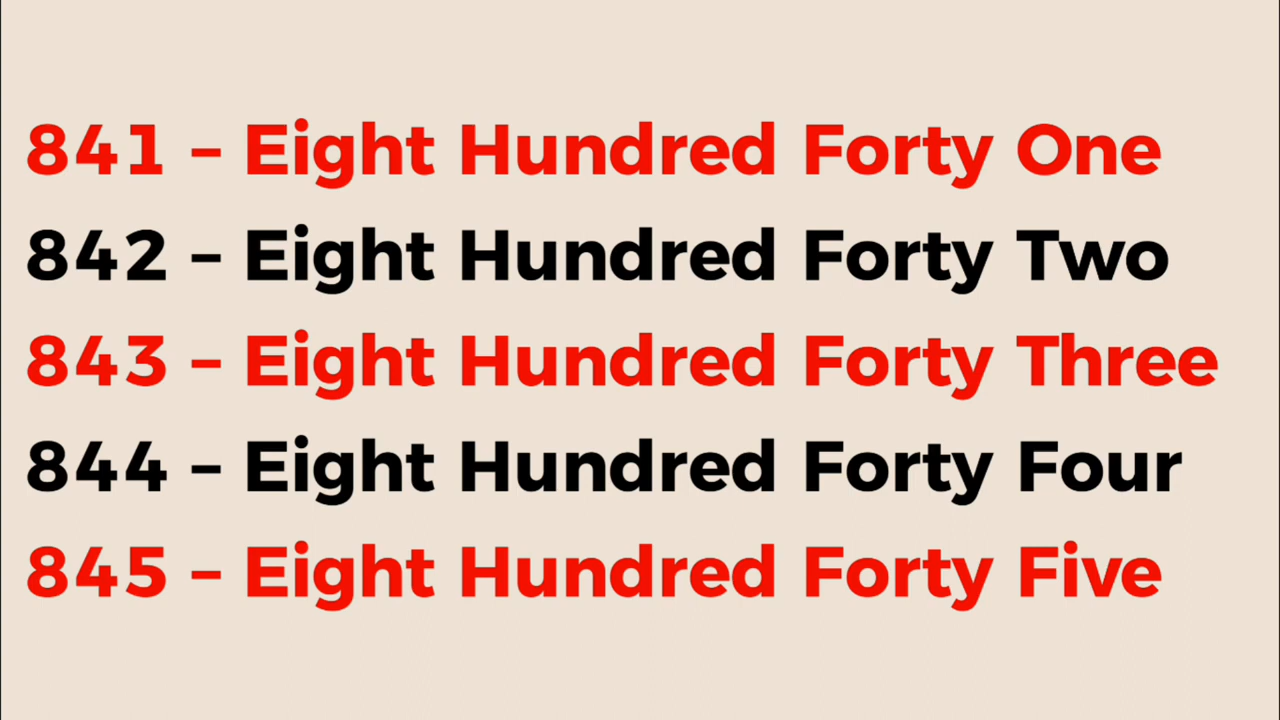 841 – Eight Hundred Forty One
842 – Eight Hundred Forty Two
843 – Eight Hundred Forty Three
844 – Eight Hundred Forty Four
845 – Eight Hundred Forty Five